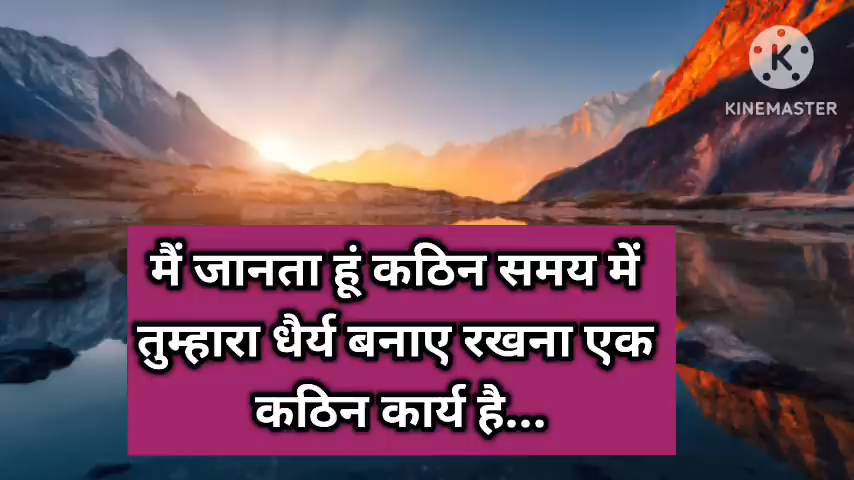 KINEMASTER
मैं जानता हूं कठिन समय में
तुम्हारा धैर्य बनाए रखना एक
कठिन कार्य है...